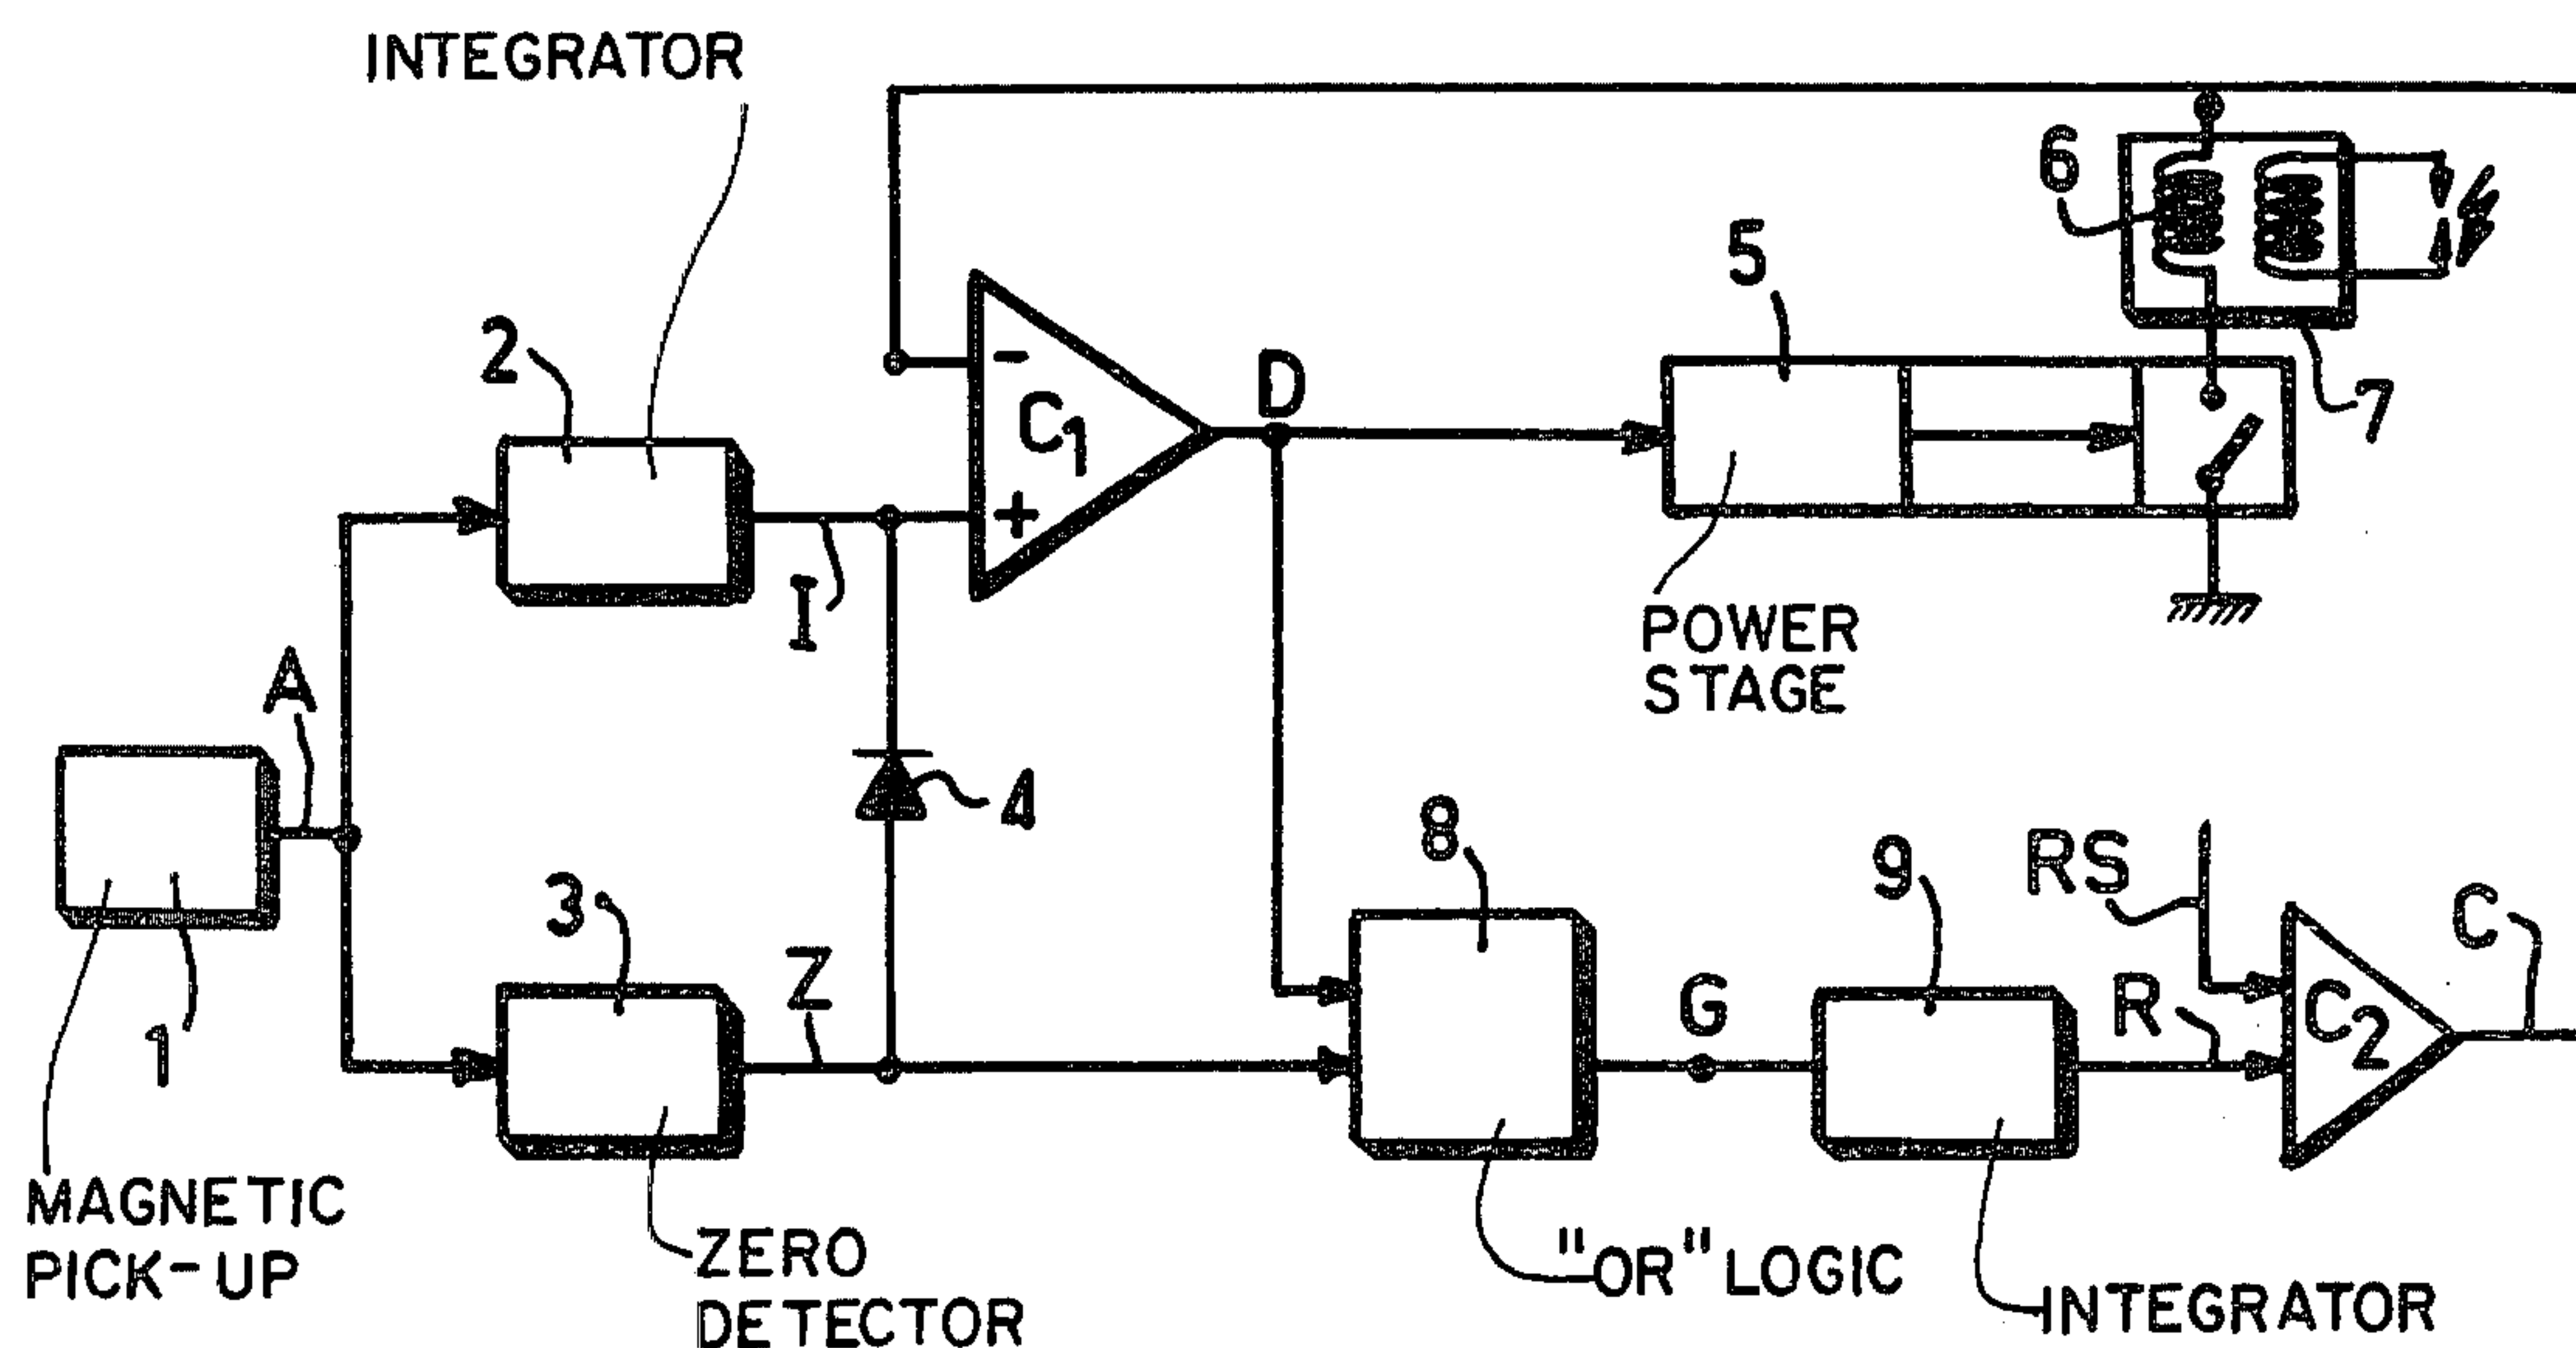 INTEGRATOR
6
5
2
-
C1
D
7
+
I
POWER
STAGE
A
4
8
RS
9
3
C
Z
G
R
C2
1
MAGNETIC
PICK-UP
ZERO
DETECTOR
"OR" LOGIC
INTEGRATOR